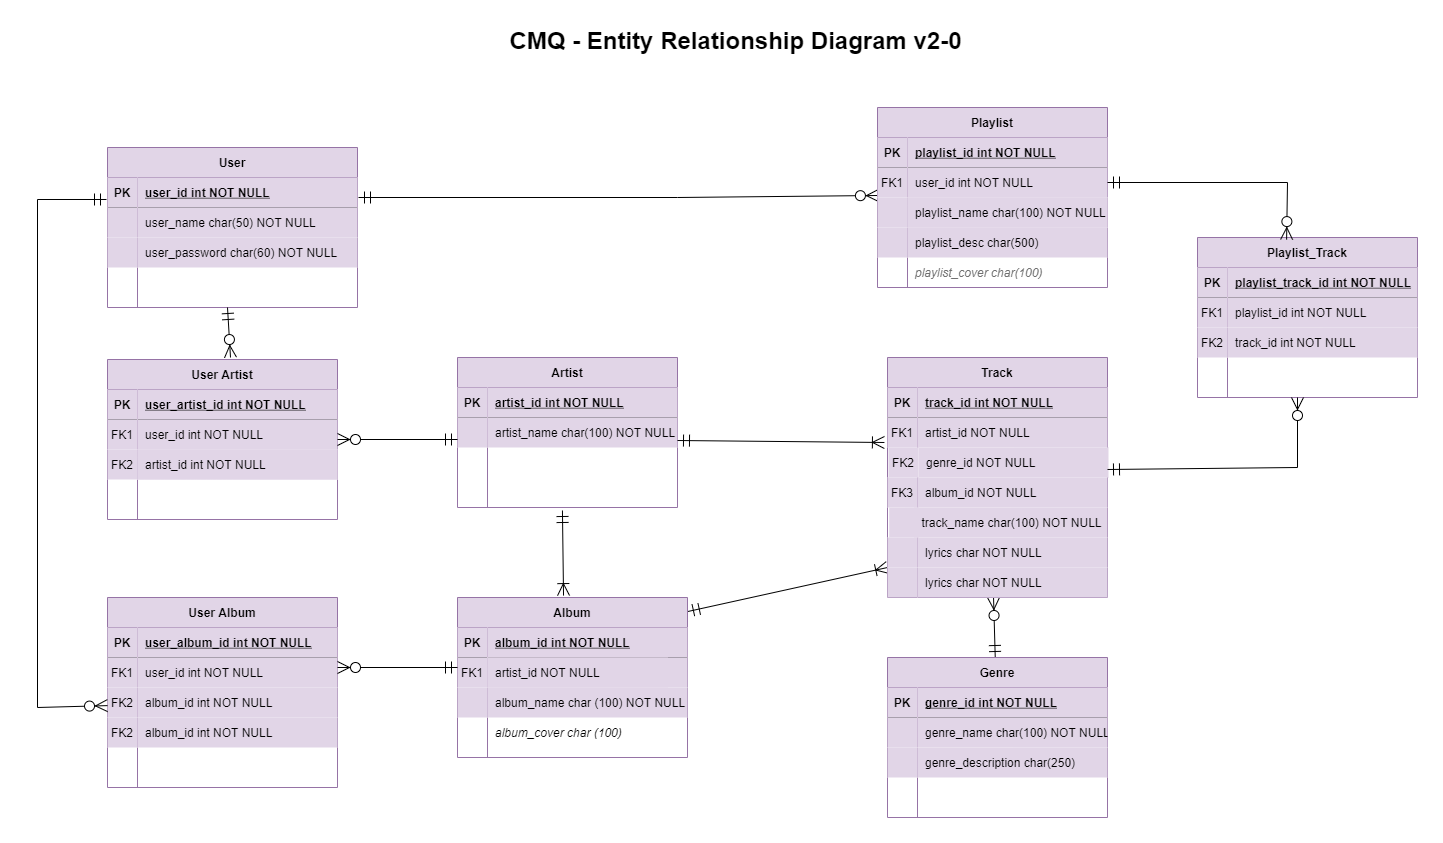 CMQ - Entity Relationship Diagram v2-0
User
PK user_id int NOT NULL
user_name char(50) NOT NULL
user_password char(60) NOT NULL
Playlist
PK playlist_id int NOT NULL
FK1 user_id int NOT NULL
playlist_name char(100) NOT NULL
playlist_desc char(500)
playlist_cover char(100)
Playlist_Track
PK playlist_track_id int NOT NULL
FK1 playlist_id int NOT NULL
FK2 track_id int NOT NULL
User Artist
PK user_artist_id int NOT NULL
FK1 user_id int NOT NULL
FK2 artist_id int NOT NULL
Artist
PK artist_id int NOT NULL
artist_name char(100) NOT NULL
Track
PK track_id int NOT NULL
FK1 artist_id NOT NULL
FK2 genre_id NOT NULL
FK3 album_id NOT NULL
track_name char(100) NOT NULL
lyrics char NOT NULL
lyrics char NOT NULL
User Album
PK user_album_id int NOT NULL
FK1 user_id int NOT NULL
FK2 album_id int NOT NULL
FK2 album_id int NOT NULL
Album
PK album_id int NOT NULL
FK1 artist_id NOT NULL
album_name char (100) NOT NULL
album_cover char (100)
Genre
PK genre_id int NOT NULL
genre_name char(100) NOT NULL
genre_description char(250)